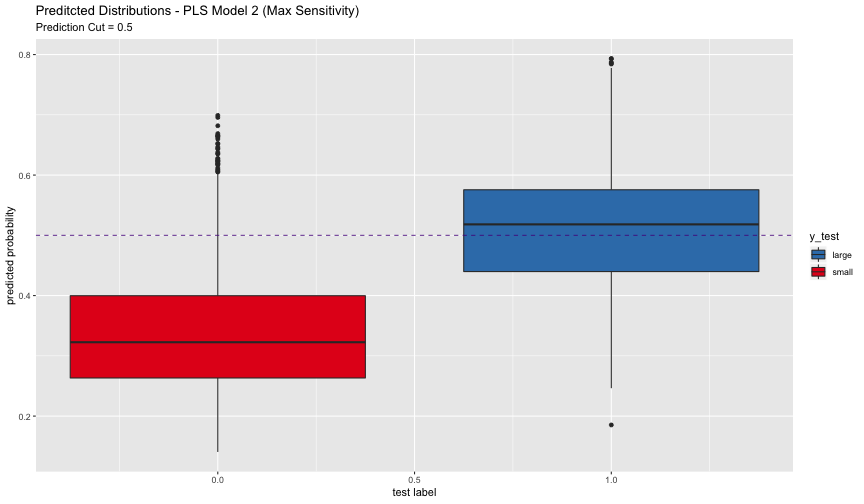 Preditcted Distributions - PLS Model 2 (Max Sensitivity)
Prediction Cut = 0.5
predicted probability
0.8
0.6
0.4
0.2
0.0
0.5
1.0
test label
y_test
large
small